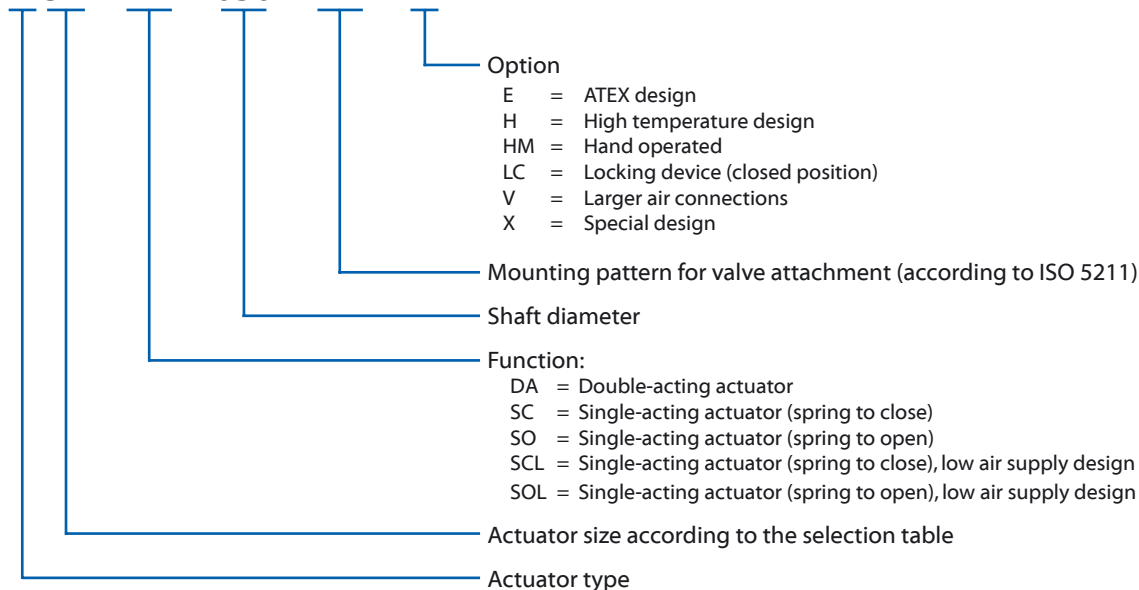 Option
E = ATEX design
H = High temperature design
HM = Hand operated
LC = Locking device (closed position)
V = Larger air connections
X = Special design
Mounting pattern for valve attachment (according to ISO 5211)
Shaft diameter
Function:
DA = Double-acting actuator
SC = Single-acting actuator (spring to close)
SO = Single-acting actuator (spring to open)
SCL = Single-acting actuator (spring to close), low air supply design
SOL = Single-acting actuator (spring to open), low air supply design
Actuator size according to the selection table
Actuator type